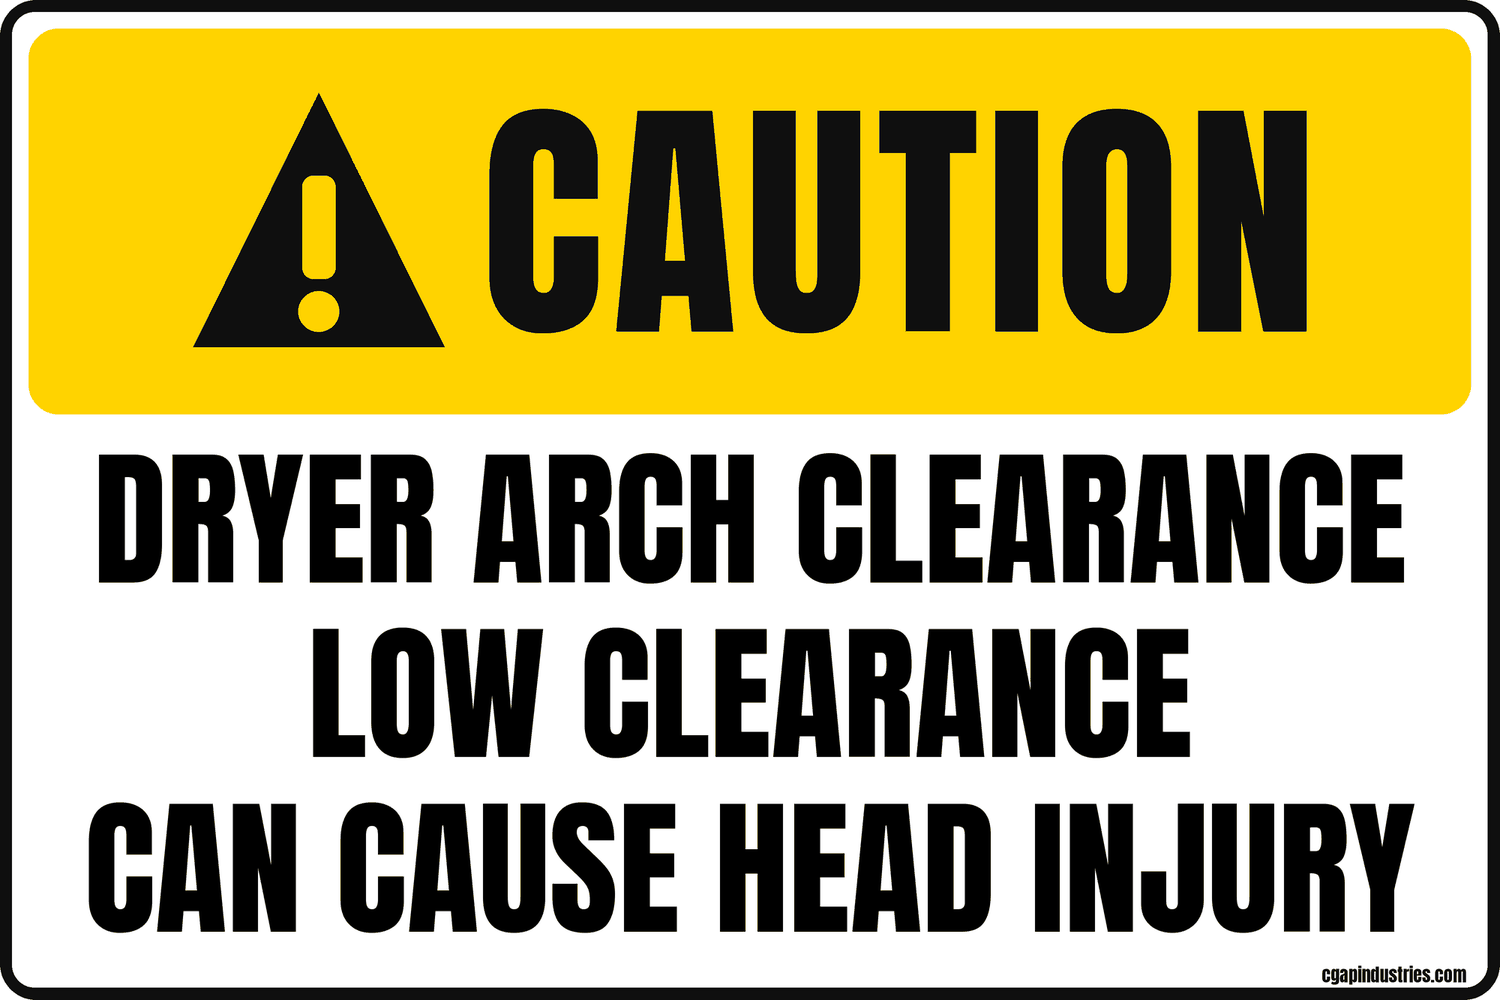 CAUTION
DRYER ARCH CLEARANCE
LOW CLEARANCE
CAN CAUSE HEAD INJURY
cgapindustries.com